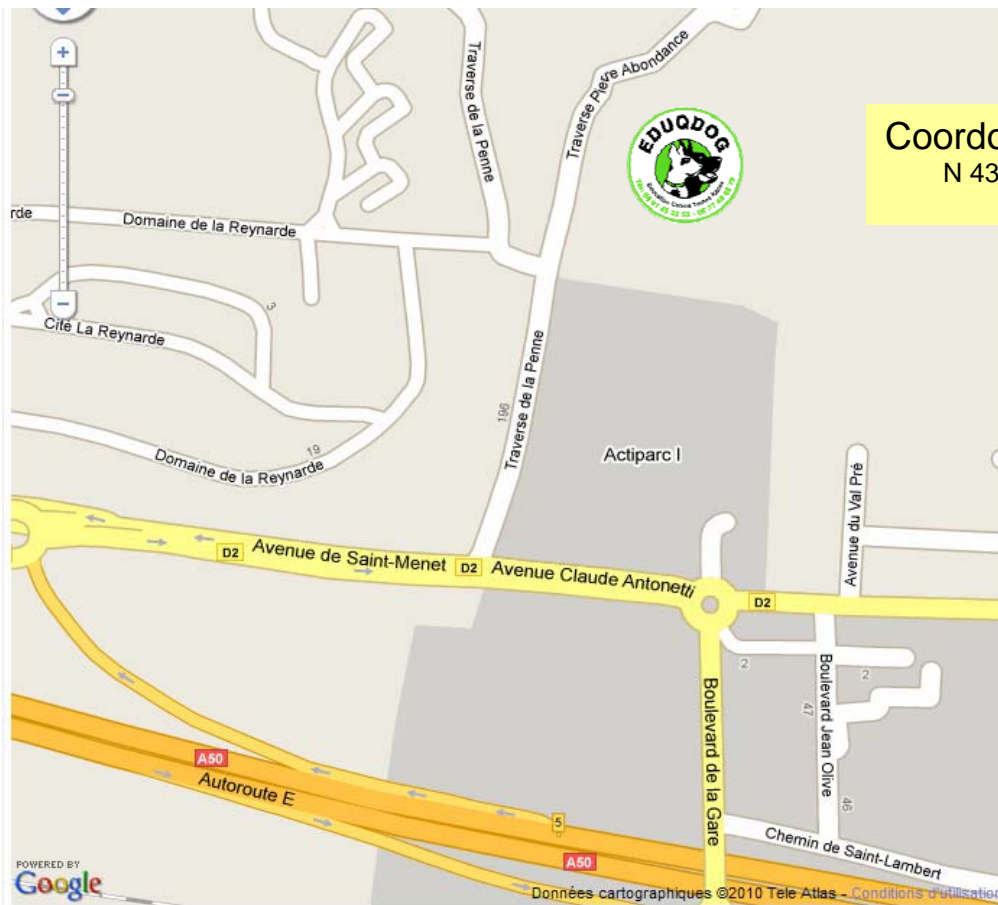 Traverse de la Penne
Traverse Pierre Abondance
EDUQDOG
Coordo
N 43
rde
Domaine de la Reynarde
3
Cité La Reynarde
Traverse de la Penne
196
19
Domaine de la Reynarde
Actiparc I
Avenue du Val Pré
D2
Avenue de Saint-Menet
D2
Avenue Claude Antonetti
D2
2
2
Boulevard de la Gare
47
Boulevard Jean Olive
46
A50
Autoroute E
5
A50
Chemin de Saint-Lambert
POWERED BY
Google
Données cartographiques ©2010 Tele Atlas - Conditions d'utilisation